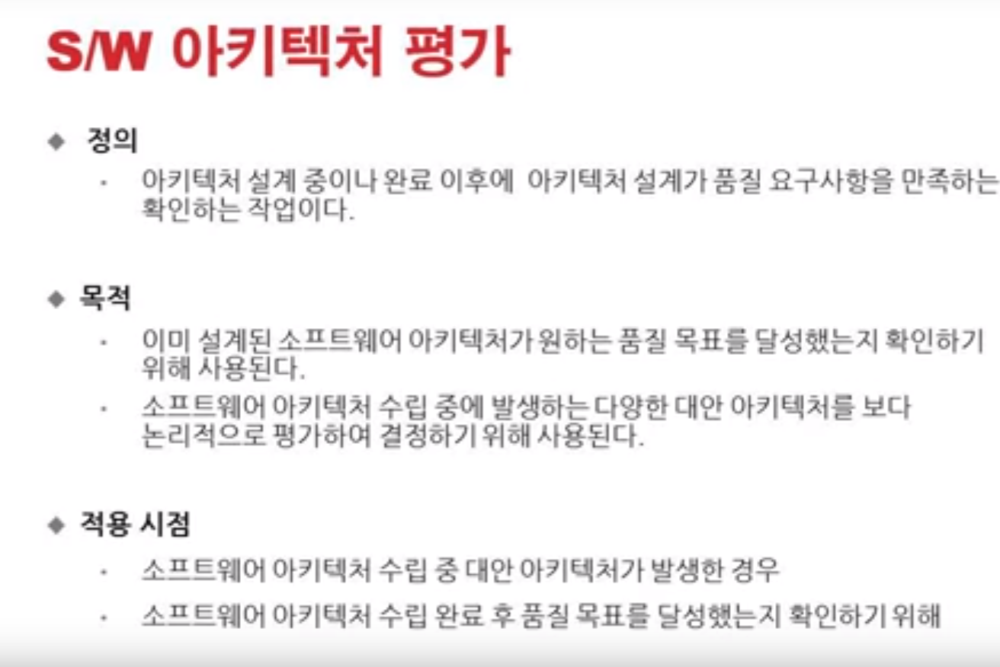 S/W 아키텍처 평가
◆ 정의
· 아키텍처 설계 중이나 완료 이후에 아키텍처 설계가 품질 요구사항을 만족하는
확인하는 작업이다.
◆ 목적
· 이미 설계된 소프트웨어 아키텍처가 원하는 품질 목표를 달성했는지 확인하기
위해 사용된다.
· 소프트웨어 아키텍처 수립 중에 발생하는 다양한 대안 아키텍처를 보다
논리적으로 평가하여 결정하기 위해 사용된다.
◆ 적용 시점
· 소프트웨어 아키텍처 수립 중 대안 아키텍처가 발생한 경우
· 소프트웨어 아키텍처 수립 완료 후 품질 목표를 달성했는지 확인하기 위해